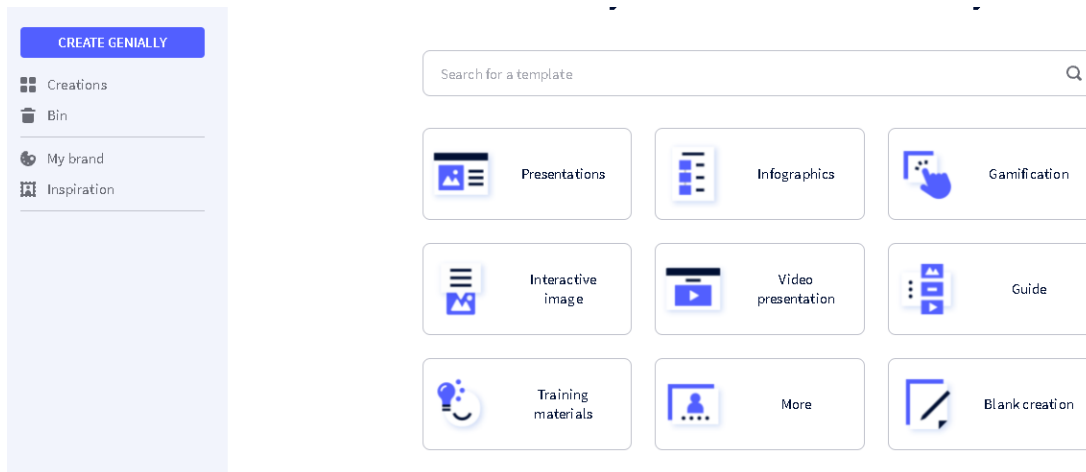 CREATE GENIALLY
Creations
Bin
My brand
Inspiration
Search for a template
Presentations
Infographics
Gamification
Interactive
image
Video
presentation
Guide
Training
materials
More
Blank creation